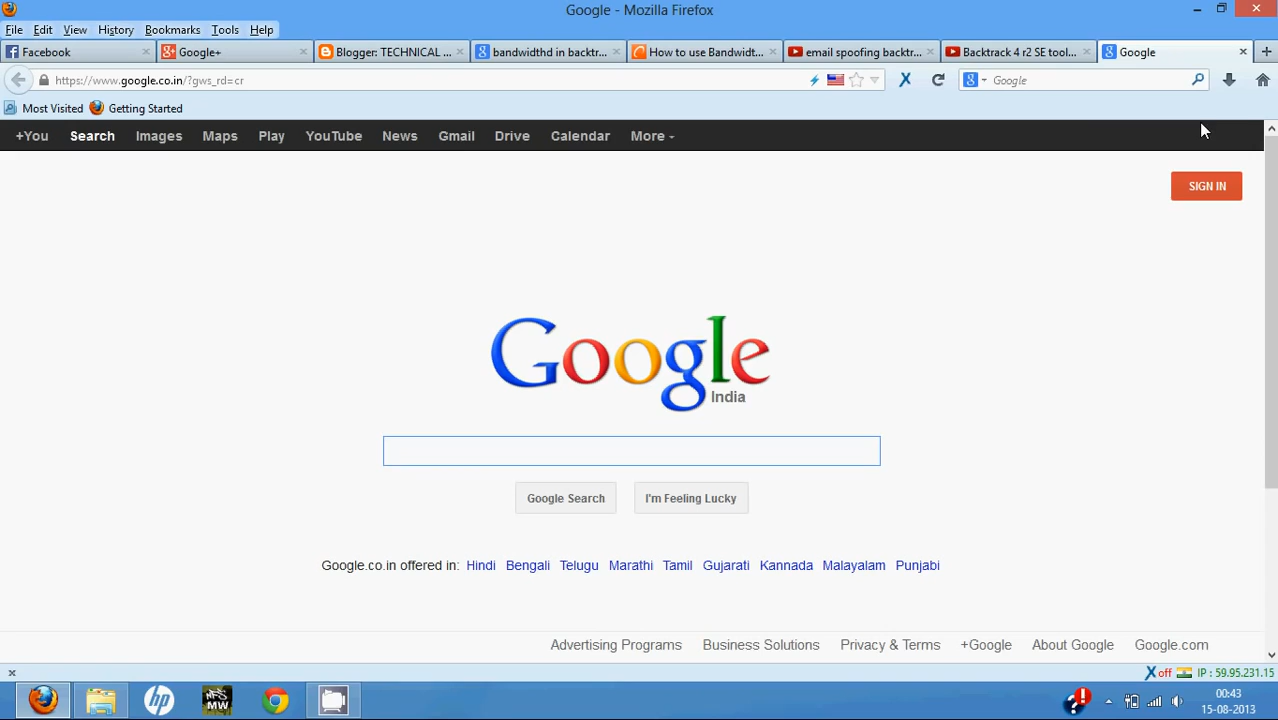 Google - Mozilla Firefox
File Edit View History Bookmarks Tools Help
Facebook Google+ Blogger: TECHNICAL ... bandwidthd in backtr... How to use Bandwidt... email spoofing backtr... Backtrack 4 r2 SE tool... Google
https://www.google.co.in/?gws_rd=cr Google
Most Visited Getting Started
+You Search Images Maps Play YouTube News Gmail Drive Calendar More
SIGN IN
Google
India
Google Search I'm Feeling Lucky
Google.co.in offered in: Hindi Bengali Telugu Marathi Tamil Gujarati Kannada Malayalam Punjabi
Advertising Programs Business Solutions Privacy & Terms +Google About Google Google.com
X off IP : 59.95.231.15
hp NFS MW 00:43
15-08-2013